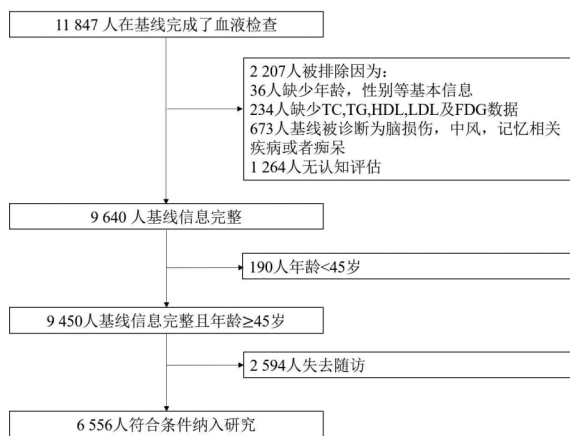 11 847 人在基线完成了血液检查
2 207人被排除因为:
36人缺少年龄，性别等基本信息
234人缺少TC,TG,HDL,LDL及FDG数据
673人基线被诊断为脑损伤，中风，记忆相关
疾病或者痴呆
1 264人无认知评估
9 640 人基线信息完整
190人年龄<45岁
9 450人基线信息完整且年龄≥45岁
2 594人失去随访
6 556人符合条件纳入研究